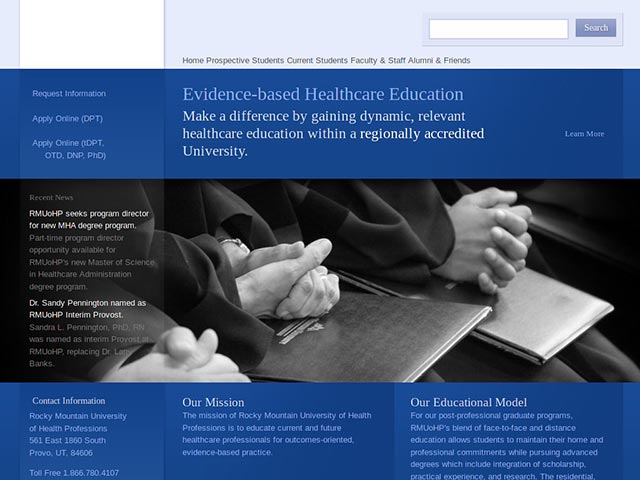 Search
Home Prospective Students Current Students Faculty & Staff Alumni & Friends
Request Information
Apply Online (DPT)
Apply Online (tDPT,
OTD, DNP, PhD)
Evidence-based Healthcare Education
Make a difference by gaining dynamic, relevant
healthcare education within a regionally accredited
University.
Learn More
Recent News
RMUoHP seeks program director
for new MHA degree program.
Part-time program director
opportunity available for
RMUoHP's new Master of Science
in Healthcare Administration
degree program.
Dr. Sandy Pennington named as
RMUoHP Interim Provost.
Sandra L. Pennington, PhD, RN
was named as interim Provost at
RMUoHP, replacing Dr. Larry
Banks.
Contact Information
Rocky Mountain University
of Health Professions
561 East 1860 South
Provo, UT, 84606
Toll Free 1.866.780.4107
Our Mission
The mission of Rocky Mountain University of Health
Professions is to educate current and future
healthcare professionals for outcomes-oriented,
evidence-based practice.
Our Educational Model
For our post-professional graduate programs,
RMUoHP's blend of face-to-face and distance
education allows students to maintain their home and
professional commitments while pursuing advanced
degrees which include integration of scholarship,
practical experience, and research. The residential,